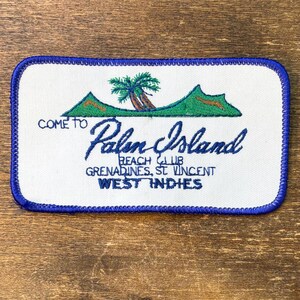 COME TO
Palm Island
BEACH CLUB
GRENADINES, ST. VINCENT
WEST INDIES